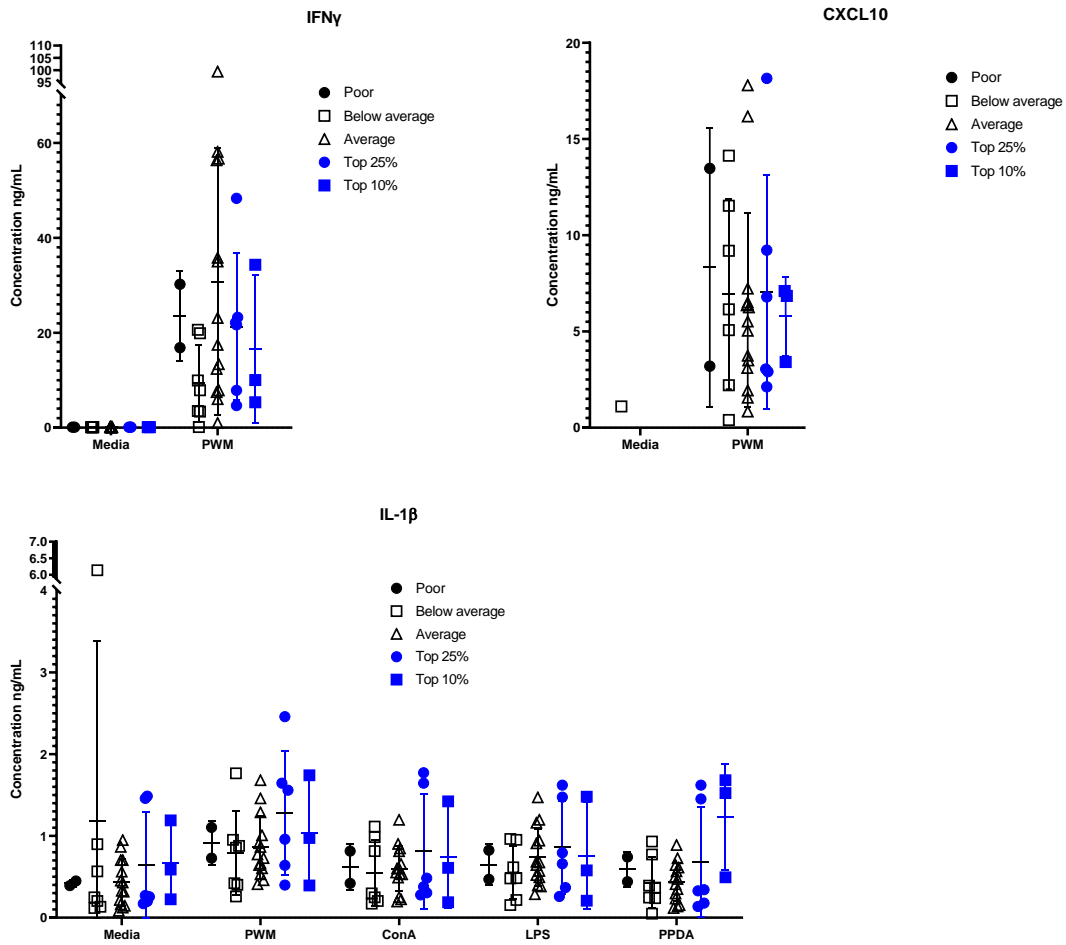 IFNγ
110
105
100
95
60
40
20
0
Concentration ng/mL
Media
PWM
Poor
Below average
Average
Top 25%
Top 10%
CXCL10
20
15
10
5
0
Concentration ng/mL
Media
PWM
Poor
Below average
Average
Top 25%
Top 10%
IL-1β
7.0
6.5
6.0
4
3
2
1
0
Concentration ng/mL
Media
PWM
ConA
LPS
PPDA
Poor
Below average
Average
Top 25%
Top 10%